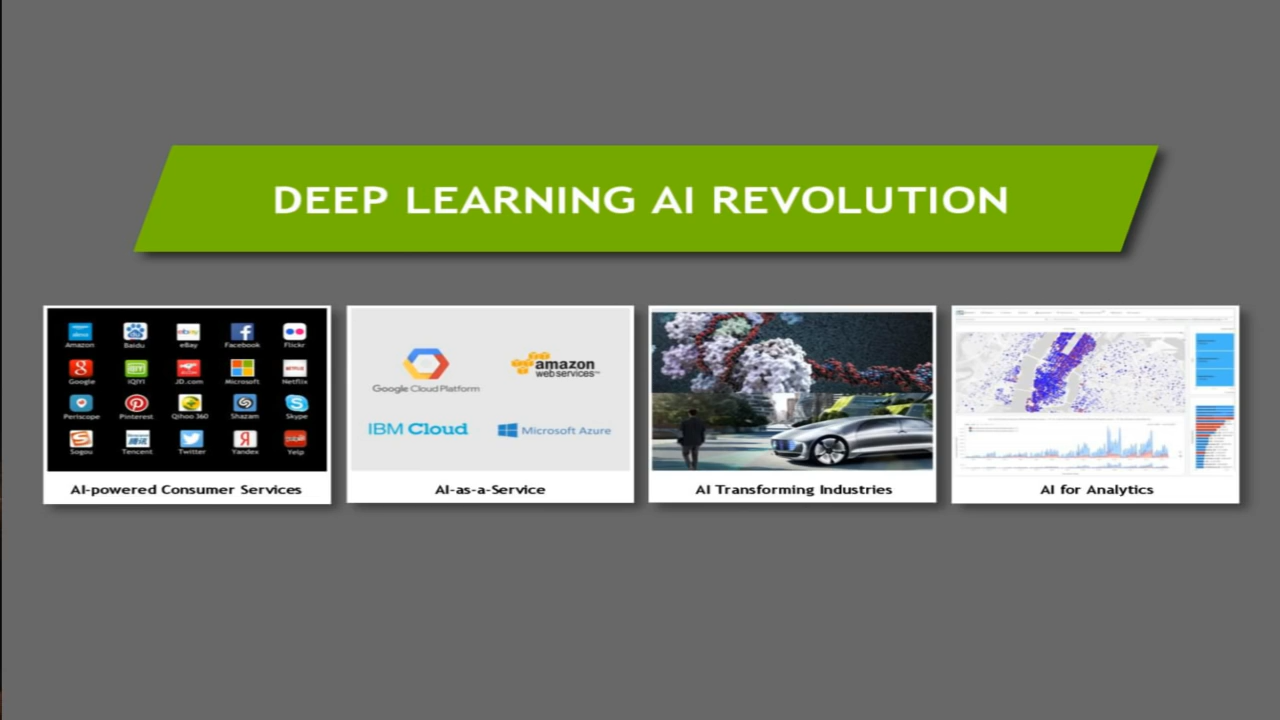 DEEP LEARNING AI REVOLUTION
Amazon Baidu eBay Facebook Flickr
Google iQIYI JD.com Microsoft Netflix
Periscope Pinterest Qihoo 360 Shazam Skype
Sogou Tencent Twitter Yandex Yelp
AI-powered Consumer Services
Google Cloud Platform
amazon
web services™
IBM Cloud
Microsoft Azure
AI-as-a-Service
AI Transforming Industries
AI for Analytics